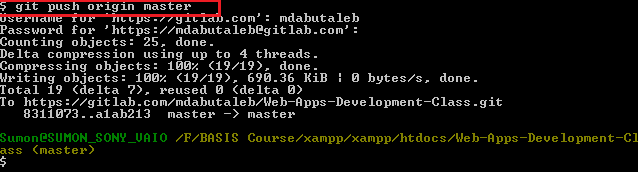 $ git push origin master
Username for 'https://gitlab.com': mdabutaleb
Password for 'https://mdabutaleb@gitlab.com':
Counting objects: 25, done.
Delta compression using up to 4 threads.
Compressing objects: 100% (19/19), done.
Writing objects: 100% (19/19), 690.36 KiB | 0 bytes/s, done.
Total 19 (delta 7), reused 0 (delta 0)
To https://gitlab.com/mdabutaleb/Web-Apps-Development-Class.git
8311073..a1ab213 master -> master
Sumon@SUMON_SONY_VAIO /F/BASIS Course/xampp/xampp/htdocs/Web-Apps-Development-Cl
ass (master)
$